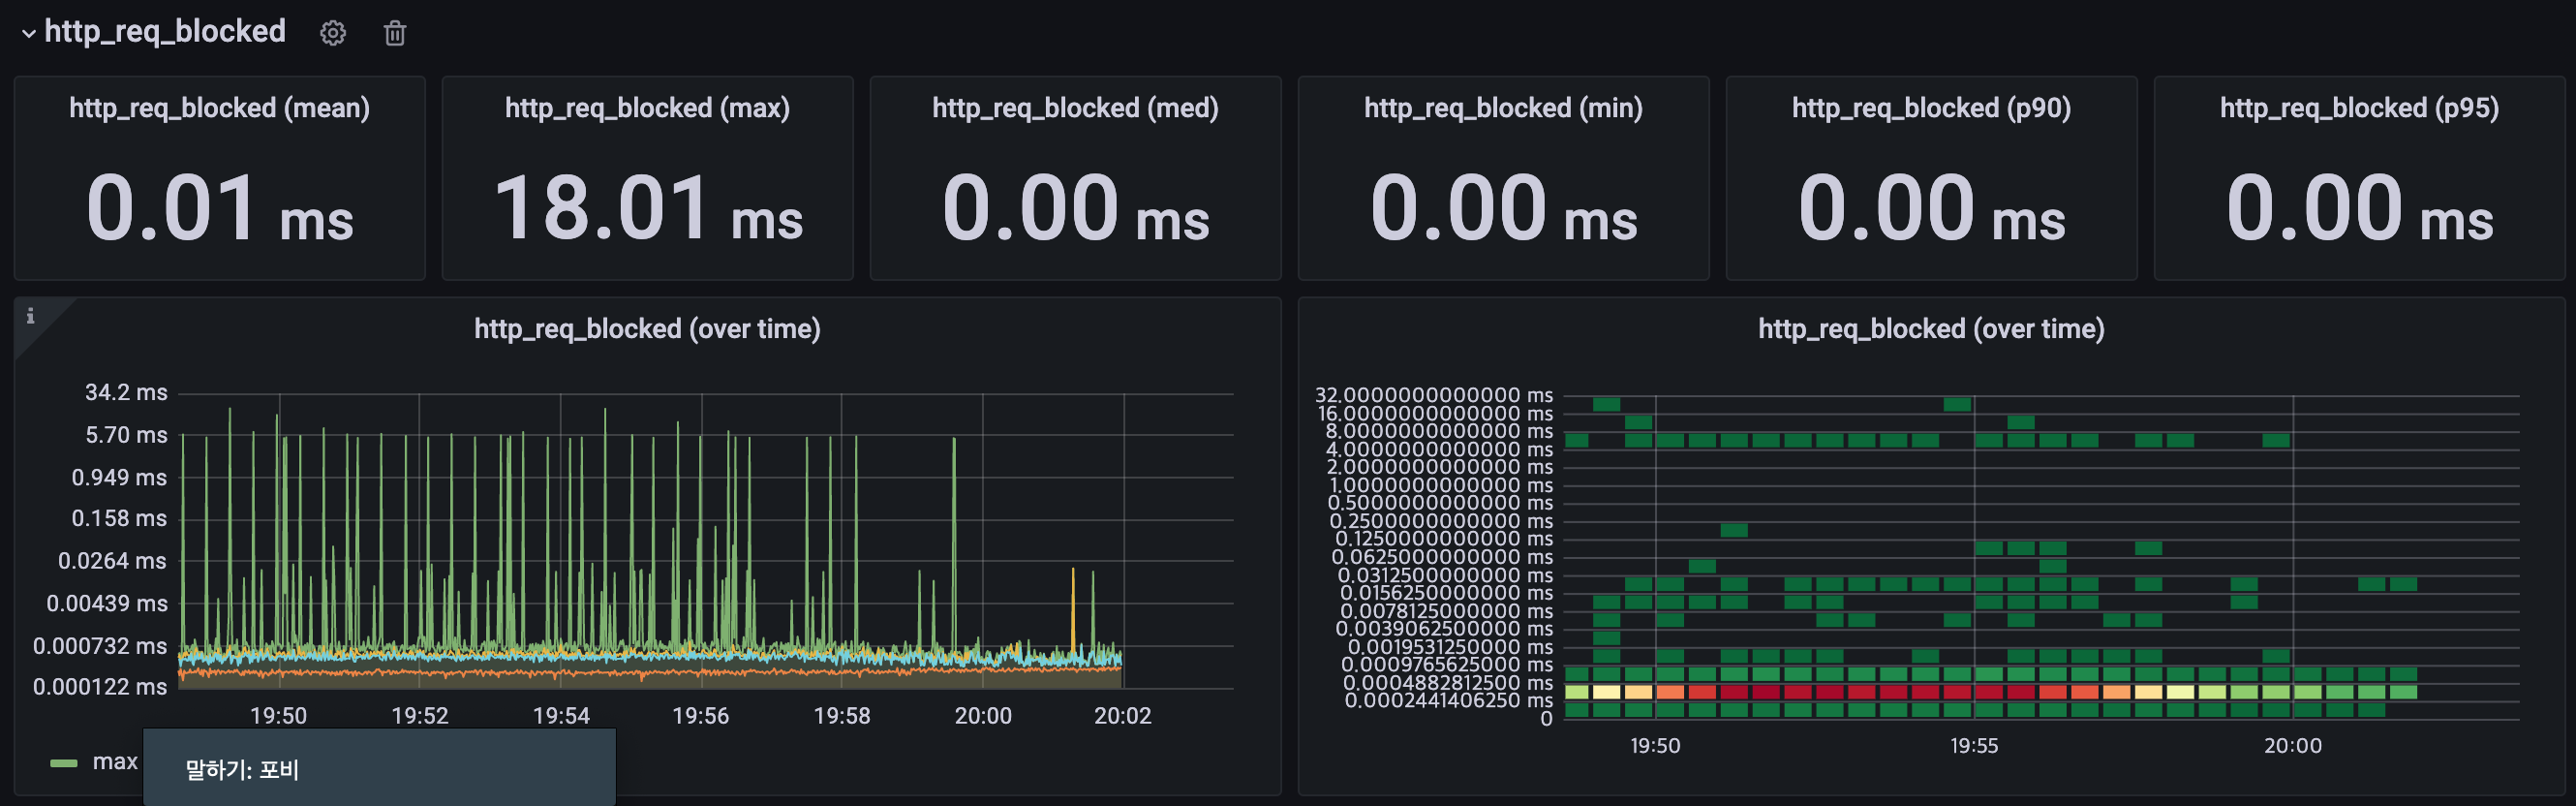 http_req_blocked
http_req_blocked (mean)
0.01 ms
http_req_blocked (max)
18.01 ms
http_req_blocked (med)
0.00 ms
http_req_blocked (min)
0.00 ms
http_req_blocked (p90)
0.00 ms
http_req_blocked (p95)
0.00 ms
i
http_req_blocked (over time)
34.2 ms
5.70 ms
0.949 ms
0.158 ms
0.0264 ms
0.00439 ms
0.000732 ms
0.000122 ms
19:50 19:52 19:54 19:56 19:58 20:00 20:02
max
말하기: 포비
http_req_blocked (over time)
32.0000000000000 ms
16.0000000000000 ms
8.0000000000000 ms
4.0000000000000 ms
2.0000000000000 ms
1.0000000000000 ms
0.5000000000000 ms
0.2500000000000 ms
0.1250000000000 ms
0.0625000000000 ms
0.0312500000000 ms
0.0156250000000 ms
0.0078125000000 ms
0.0039062500000 ms
0.0019531250000 ms
0.0009765625000 ms
0.0004882812500 ms
0.0002441406250 ms
0
19:50 19:55 20:00